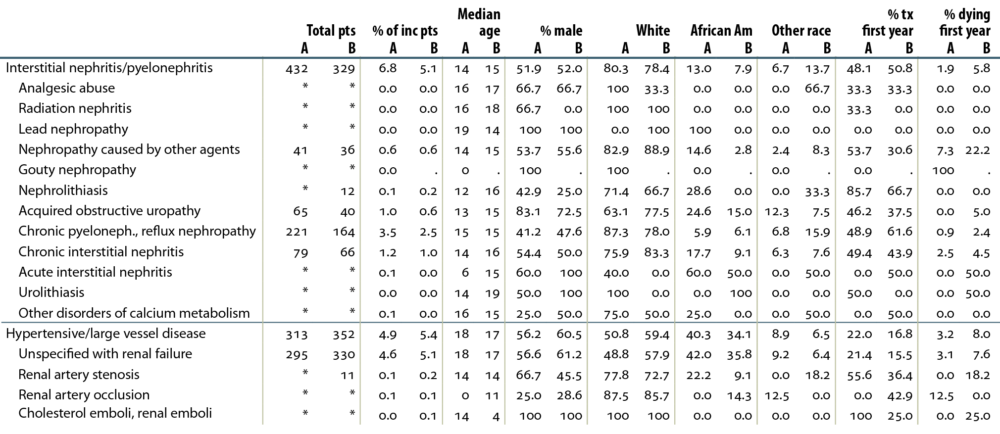 Median % tx % dying
Total pts % of inc pts age % male White African Am Other race first year first year
A B A B A B A B A B A B A B A B A B
Interstitial nephritis/pyelonephritis 432 329 6.8 5.1 14 15 51.9 52.0 80.3 78.4 13.0 7.9 6.7 13.7 48.1 50.8 1.9 5.8
Analgesic abuse * * 0.0 0.0 16 17 66.7 66.7 100 33.3 0.0 0.0 0.0 66.7 33.3 33.3 0.0 0.0
Radiation nephritis * * 0.0 0.0 16 18 66.7 0.0 100 100 0.0 0.0 0.0 0.0 33.3 0.0 0.0 0.0
Lead nephropathy * * 0.0 0.0 19 14 100 100 0.0 100 100 0.0 0.0 0.0 0.0 0.0 0.0 0.0
Nephropathy caused by other agents 41 36 0.6 0.6 14 15 53.7 55.6 82.9 88.9 14.6 2.8 2.4 8.3 53.7 30.6 7.3 22.2
Gouty nephropathy * * 0.0 . 0 . 100 . 100 . 0.0 . 0.0 . 0.0 . 100 .
Nephrolithiasis * 12 0.1 0.2 12 16 42.9 25.0 71.4 66.7 28.6 0.0 0.0 33.3 85.7 66.7 0.0 0.0
Acquired obstructive uropathy 65 40 1.0 0.6 13 15 83.1 72.5 63.1 77.5 24.6 15.0 12.3 7.5 46.2 37.5 0.0 5.0
Chronic pyeloneph., reflux nephropathy 221 164 3.5 2.5 15 15 41.2 47.6 87.3 78.0 5.9 6.1 6.8 15.9 48.9 61.6 0.9 2.4
Chronic interstitial nephritis 79 66 1.2 1.0 14 16 54.4 50.0 75.9 83.3 17.7 9.1 6.3 7.6 49.4 43.9 2.5 4.5
Acute interstitial nephritis * * 0.1 0.0 6 15 60.0 100 40.0 0.0 60.0 50.0 0.0 50.0 0.0 50.0 0.0 50.0
Urolithiasis * * 0.0 0.0 14 19 50.0 100 100 0.0 0.0 100 0.0 0.0 50.0 0.0 0.0 50.0
Other disorders of calcium metabolism * * 0.1 0.0 16 15 25.0 50.0 75.0 50.0 25.0 0.0 0.0 50.0 0.0 50.0 0.0 0.0
Hypertensive/large vessel disease 313 352 4.9 5.4 18 17 56.2 60.5 50.8 59.4 40.3 34.1 8.9 6.5 22.0 16.8 3.2 8.0
Unspecified with renal failure 295 330 4.6 5.1 18 17 56.6 61.2 48.8 57.9 42.0 35.8 9.2 6.4 21.4 15.5 3.1 7.6
Renal artery stenosis * 11 0.1 0.2 14 14 66.7 45.5 77.8 72.7 22.2 9.1 0.0 18.2 55.6 36.4 0.0 18.2
Renal artery occlusion * * 0.1 0.1 0 11 25.0 28.6 87.5 85.7 0.0 14.3 12.5 0.0 0.0 42.9 12.5 0.0
Cholesterol emboli, renal emboli * * 0.0 0.1 14 4 100 100 100 100 0.0 0.0 0.0 0.0 100 25.0 0.0 25.0